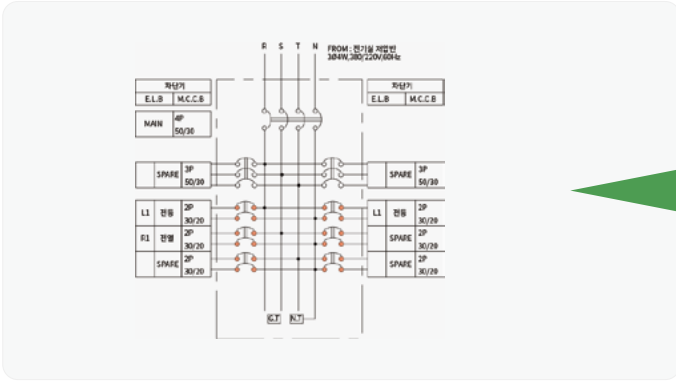 R S T N
FROM : 전기실 저압반
3Ø4W,380/220V,60Hz
차단기
E.L.B M.C.C.B
MAIN 4P
50/30
SPARE 3P
50/30
L1 전등 2P
30/20
R1 전열 2P
30/20
SPARE 2P
30/20
차단기
E.L.B M.C.C.B
SPARE 3P
50/30
L1 전등 2P
30/20
SPARE 2P
30/20
SPARE 2P
30/20
G.T N.T